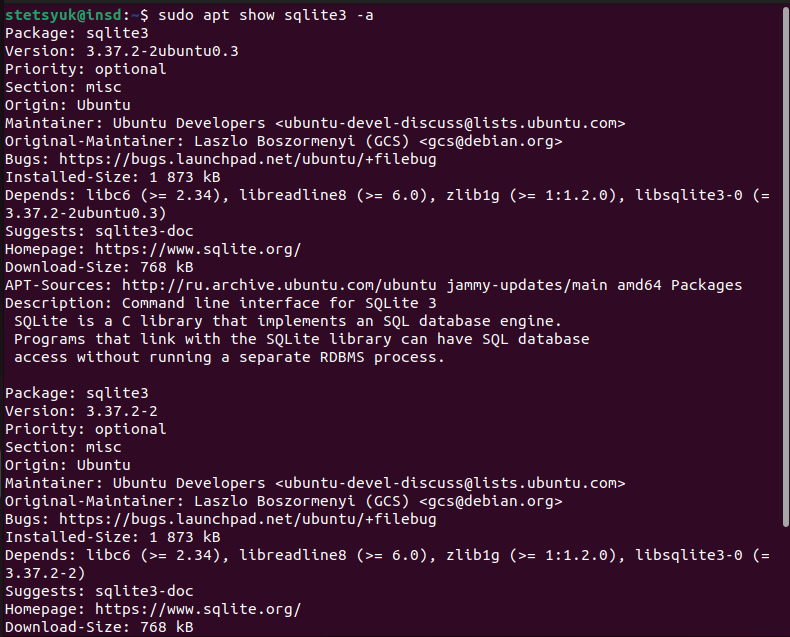 stetsyuk@insd:~$ sudo apt show sqlite3 -a
Package: sqlite3
Version: 3.37.2-2ubuntu0.3
Priority: optional
Section: misc
Origin: Ubuntu
Maintainer: Ubuntu Developers <ubuntu-devel-discuss@lists.ubuntu.com>
Original-Maintainer: Laszlo Boszormenyi (GCS) <gcs@debian.org>
Bugs: https://bugs.launchpad.net/ubuntu/+filebug
Installed-Size: 1 873 kB
Depends: libc6 (>= 2.34), libreadline8 (>= 6.0), zlib1g (>= 1:1.2.0), libsqlite3-0 (=
3.37.2-2ubuntu0.3)
Suggests: sqlite3-doc
Homepage: https://www.sqlite.org/
Download-Size: 768 kB
APT-Sources: http://ru.archive.ubuntu.com/ubuntu jammy-updates/main amd64 Packages
Description: Command line interface for SQLite 3
 SQLite is a C library that implements an SQL database engine.
 Programs that link with the SQLite library can have SQL database
 access without running a separate RDBMS process.

Package: sqlite3
Version: 3.37.2-2
Priority: optional
Section: misc
Origin: Ubuntu
Maintainer: Ubuntu Developers <ubuntu-devel-discuss@lists.ubuntu.com>
Original-Maintainer: Laszlo Boszormenyi (GCS) <gcs@debian.org>
Bugs: https://bugs.launchpad.net/ubuntu/+filebug
Installed-Size: 1 873 kB
Depends: libc6 (>= 2.34), libreadline8 (>= 6.0), zlib1g (>= 1:1.2.0), libsqlite3-0 (=
3.37.2-2)
Suggests: sqlite3-doc
Homepage: https://www.sqlite.org/
Download-Size: 768 kB